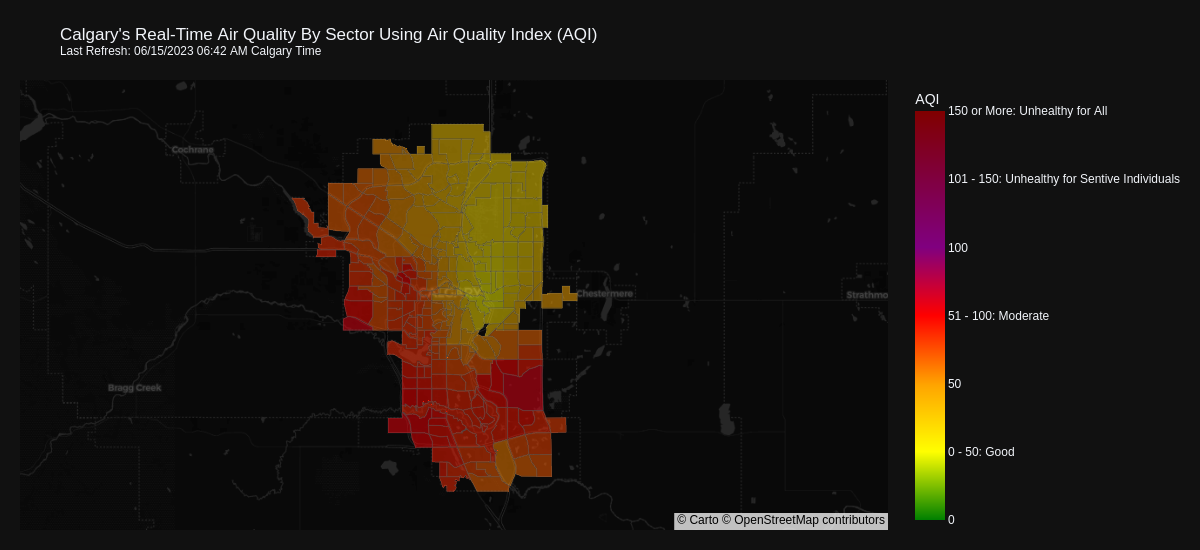 Calgary's Real-Time Air Quality By Sector Using Air Quality Index (AQI)
Last Refresh: 06/15/2023 06:42 AM Calgary Time
AQI
150 or More: Unhealthy for All
Cochrane
101 - 150: Unhealthy for Sentive Individuals
100
CALGARY
Chestermere
Strathmo
51 - 100: Moderate
50
Bragg Creek
0 - 50: Good
0
© Carto © OpenStreetMap contributors